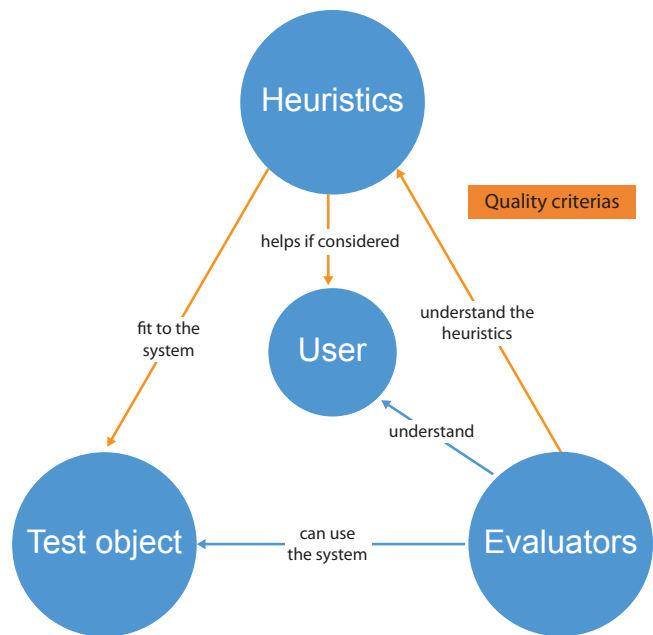 Heuristics
Quality criterias
helps if considered
fit to the
system
understand the
heuristics
User
understand
Test object
can use
the system
Evaluators